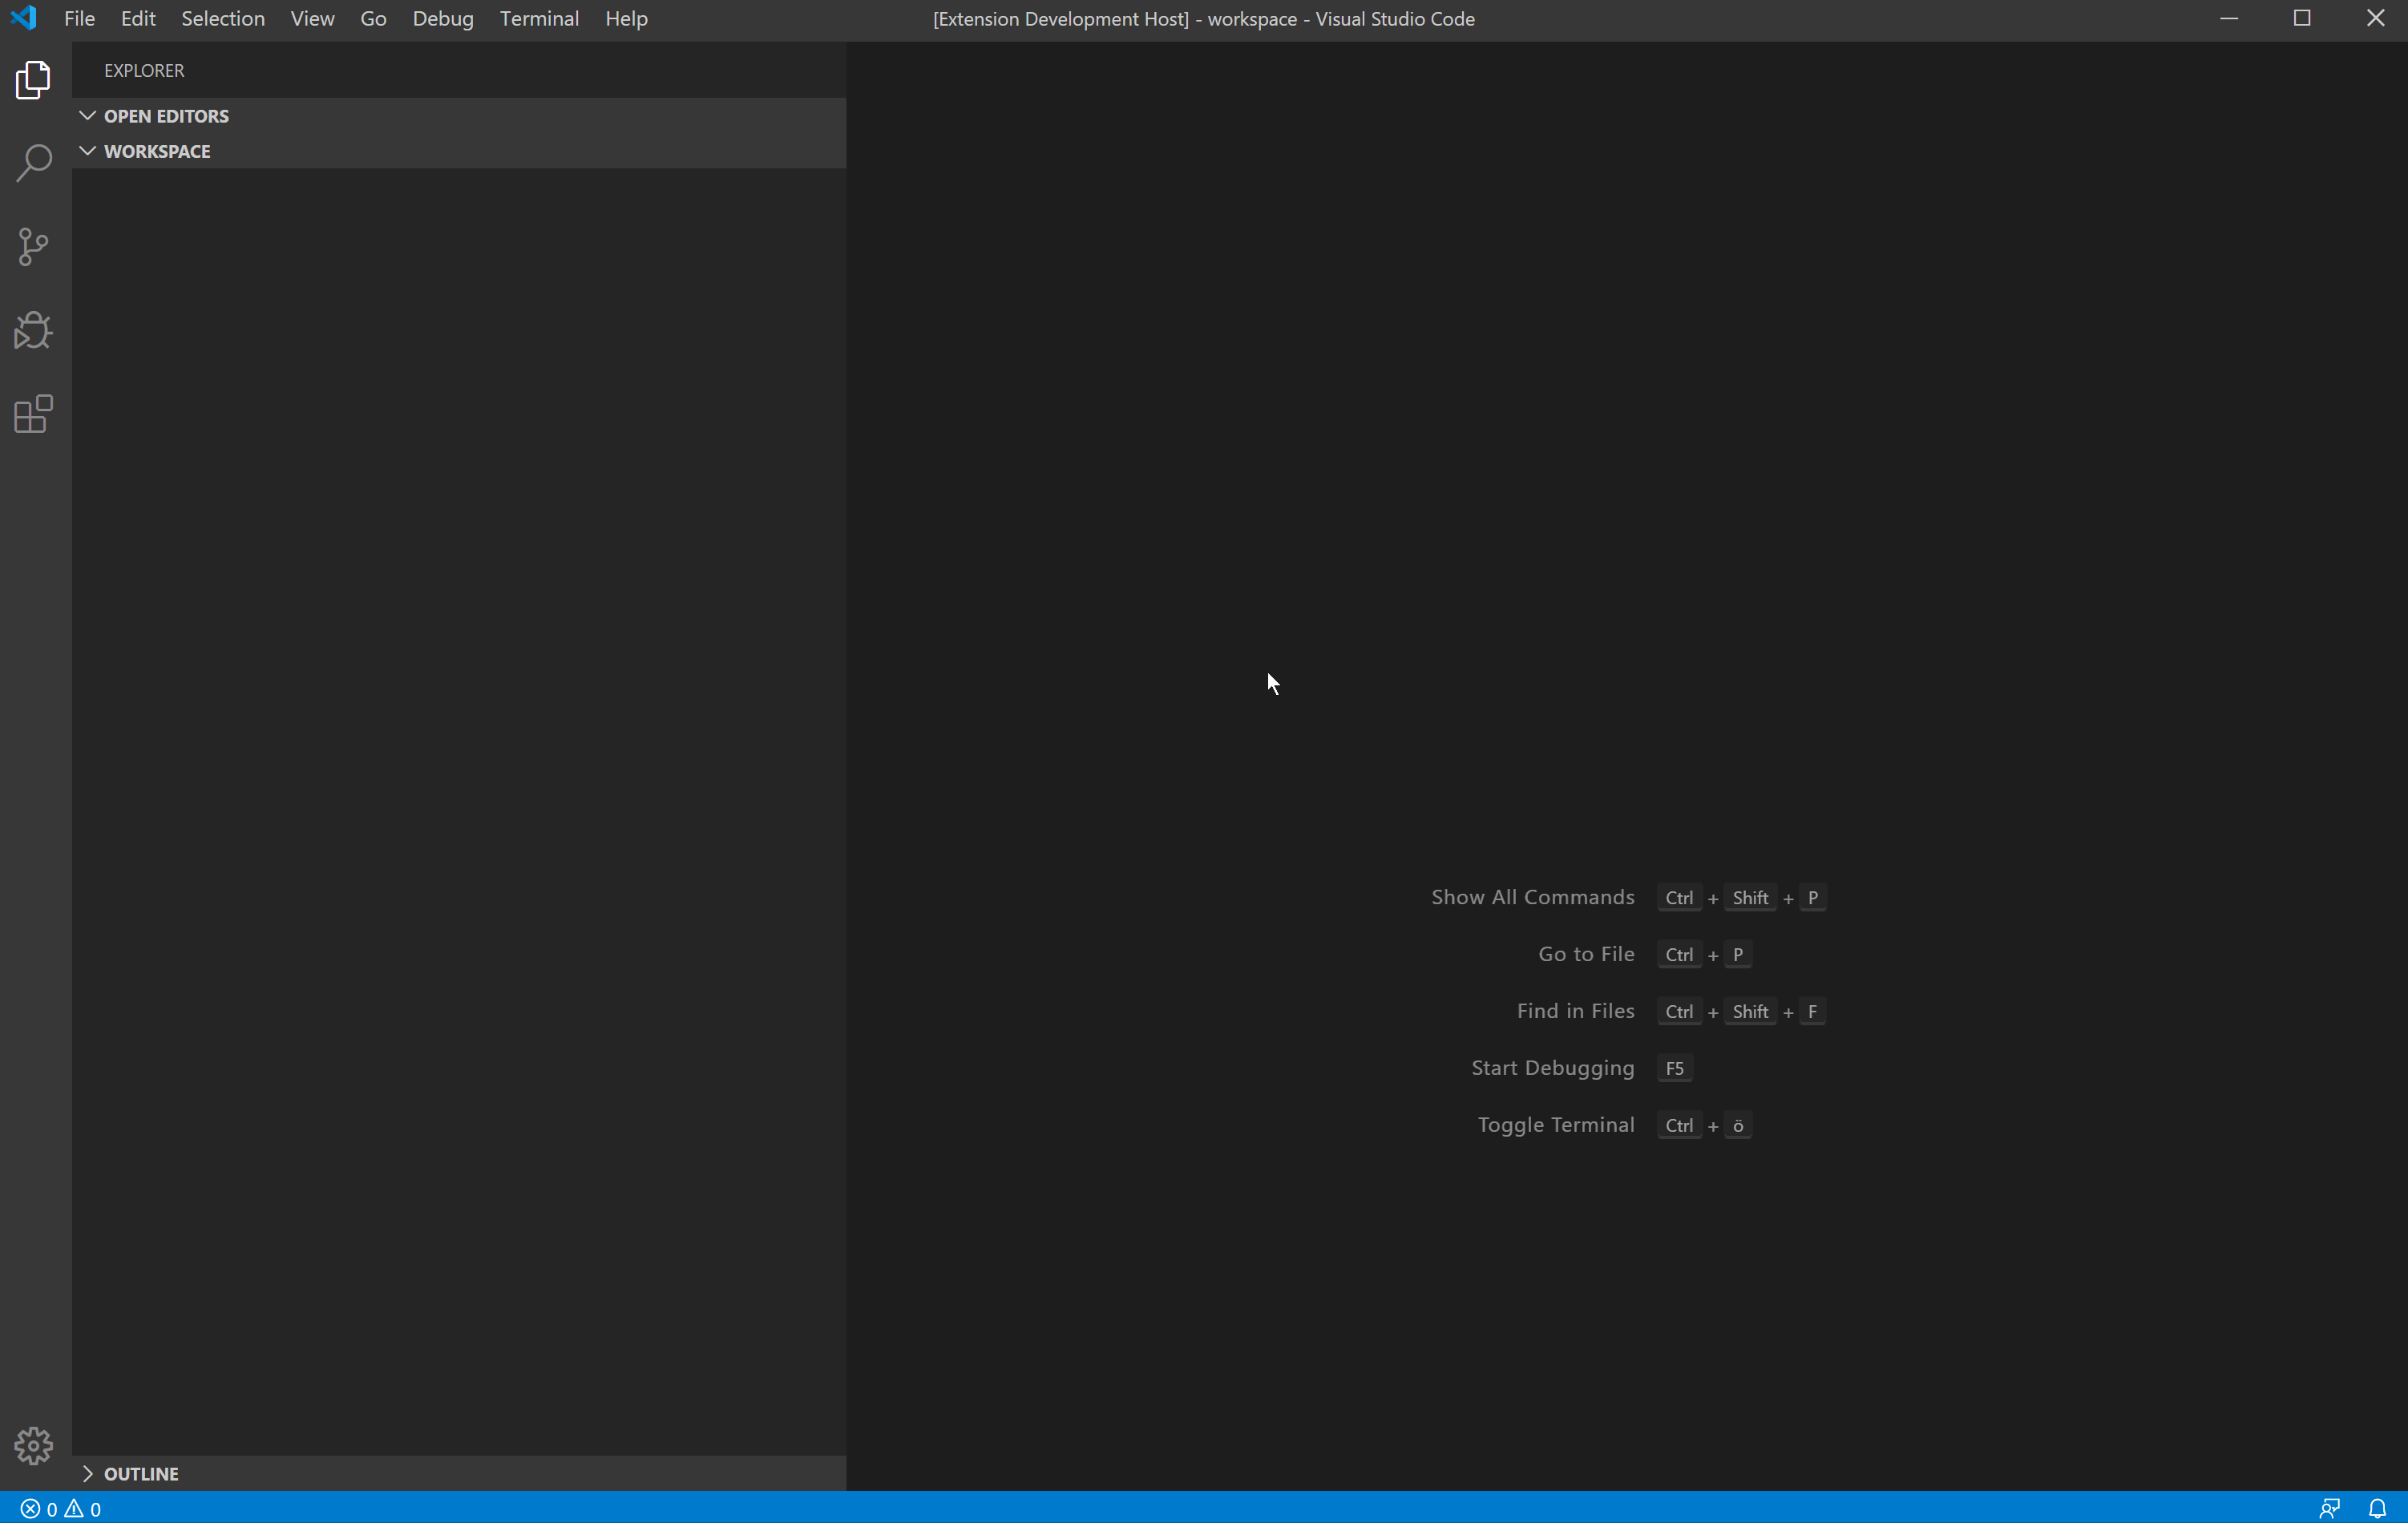 File Edit Selection View Go Debug Terminal Help [Extension Development Host] - workspace - Visual Studio Code
EXPLORER
OPEN EDITORS
WORKSPACE
Show All Commands Ctrl + Shift + P
Go to File Ctrl + P
Find in Files Ctrl + Shift + F
Start Debugging F5
Toggle Terminal Ctrl + ö
OUTLINE
0 0